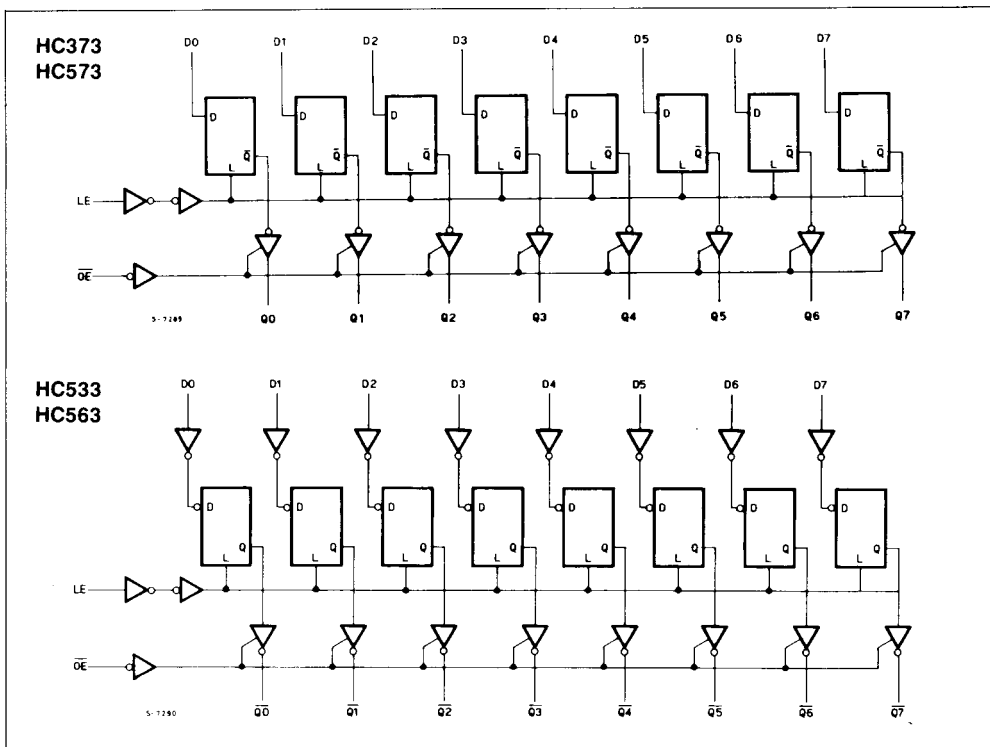 HC373
HC573
D0 D1 D2 D3 D4 D5 D6 D7
D D D D D D D D
Q̅ Q̅ Q̅ Q̅ Q̅ Q̅ Q̅ Q̅
L L L L L L L L
LE
O̅E̅
S-7289
Q0 Q1 Q2 Q3 Q4 Q5 Q6 Q7
HC533
HC563
D0 D1 D2 D3 D4 D5 D6 D7
D D D D D D D D
Q Q Q Q Q Q Q Q
L L L L L L L L
LE
O̅E̅
S-7290
Q̅0̅ Q̅1̅ Q̅2̅ Q̅3̅ Q̅4̅ Q̅5̅ Q̅6̅ Q̅7̅